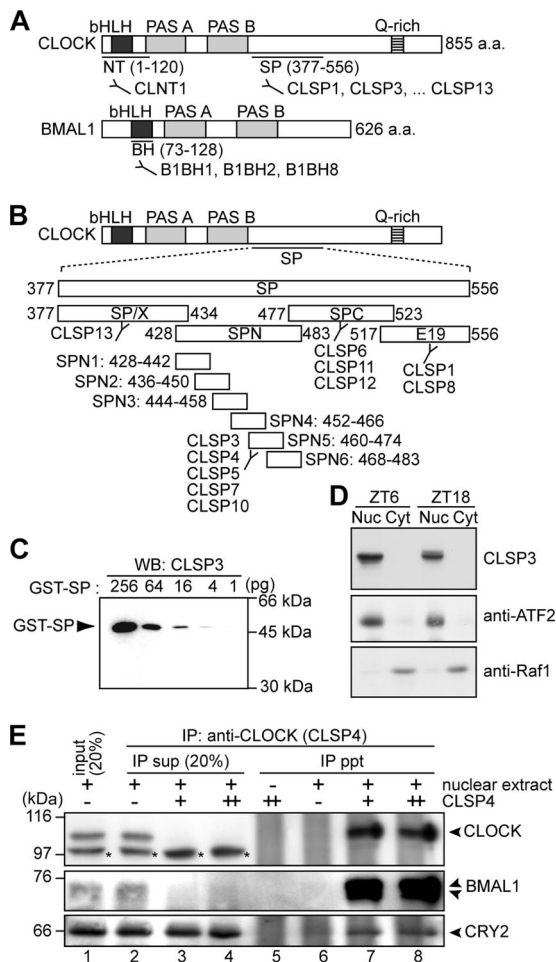 A
bHLH PAS A PAS B Q-rich
CLOCK 855 a.a.
NT (1-120) SP (377-556)
CLNT1 CLSP1, CLSP3, ... CLSP13
bHLH PAS A PAS B
BMAL1 626 a.a.
BH (73-128)
B1BH1, B1BH2, B1BH8
B
bHLH PAS A PAS B Q-rich
CLOCK
SP
377 SP 556
377 SP/X 434 477 SPC 523
CLSP13 428 SPN 483 517 E19 556
SPN1: 428-442 CLSP6 CLSP1
SPN2: 436-450 CLSP11 CLSP8
SPN3: 444-458 CLSP12
SPN4: 452-466
CLSP3 SPN5: 460-474
CLSP4 SPN6: 468-483
CLSP5
CLSP7
CLSP10
C
WB: CLSP3
GST-SP : 256 64 16 4 1 (pg)
66 kDa
GST-SP
45 kDa
30 kDa
D
ZT6 ZT18
Nuc Cyt Nuc Cyt
CLSP3
anti-ATF2
anti-Raf1
E
IP: anti-CLOCK (CLSP4)
input (20%) IP sup (20%) IP ppt
+ + + + - + + + nuclear extract
- - + ++ ++ - + ++ CLSP4
(kDa)
116
CLOCK
97 * * * *
76
BMAL1
66 CRY2
1 2 3 4 5 6 7 8